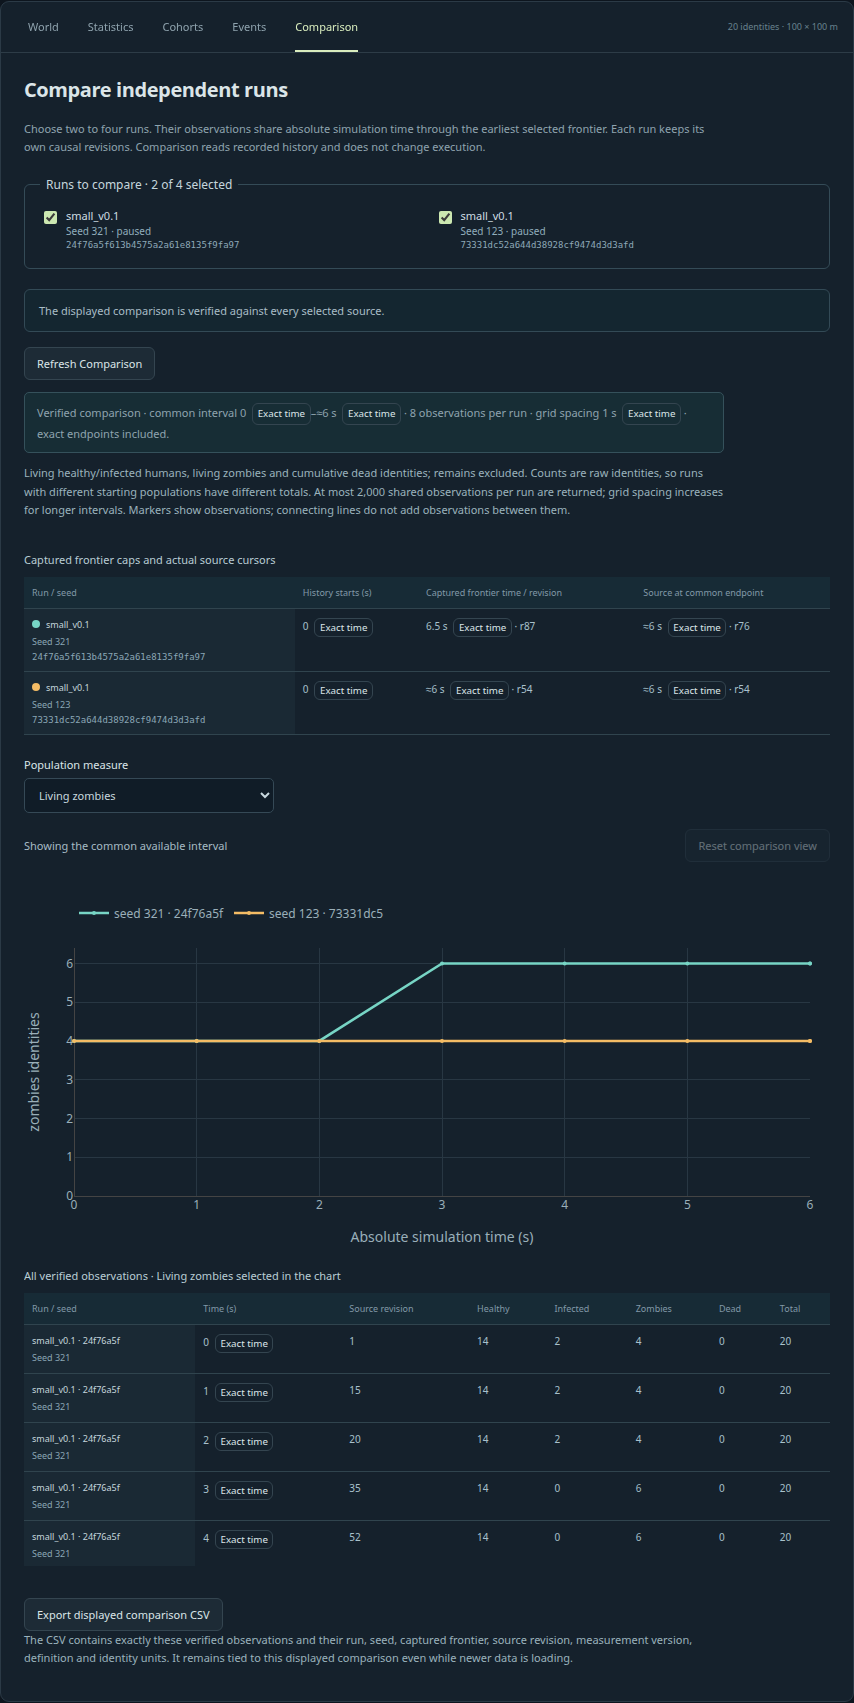 World Statistics Cohorts Events Comparison 20 identities · 100 × 100 m
Compare independent runs
Choose two to four runs. Their observations share absolute simulation time through the earliest selected frontier. Each run keeps its
own causal revisions. Comparison reads recorded history and does not change execution.
Runs to compare · 2 of 4 selected
small_v0.1
Seed 321 · paused
24f76a5f613b4575a2a61e8135f9fa97
small_v0.1
Seed 123 · paused
73331dc52a644d38928cf9474d3d3afd
The displayed comparison is verified against every selected source.
Refresh Comparison
Verified comparison · common interval 0 Exact time –≈6 s Exact time · 8 observations per run · grid spacing 1 s Exact time ·
exact endpoints included.
Living healthy/infected humans, living zombies and cumulative dead identities; remains excluded. Counts are raw identities, so runs
with different starting populations have different totals. At most 2,000 shared observations per run are returned; grid spacing increases
for longer intervals. Markers show observations; connecting lines do not add observations between them.
Captured frontier caps and actual source cursors
Run / seed History starts (s) Captured frontier time / revision Source at common endpoint
small_v0.1 0 Exact time 6.5 s Exact time · r87 ≈6 s Exact time · r76
Seed 321
24f76a5f613b4575a2a61e8135f9fa97
small_v0.1 0 Exact time ≈6 s Exact time · r54 ≈6 s Exact time · r54
Seed 123
73331dc52a644d38928cf9474d3d3afd
Population measure
Living zombies
Showing the common available interval Reset comparison view
seed 321 · 24f76a5f seed 123 · 73331dc5
zombies identities
6
5
4
3
2
1
0
0 1 2 3 4 5 6
Absolute simulation time (s)
All verified observations · Living zombies selected in the chart
Run / seed Time (s) Source revision Healthy Infected Zombies Dead Total
small_v0.1 · 24f76a5f 0 Exact time 1 14 2 4 0 20
Seed 321
small_v0.1 · 24f76a5f 1 Exact time 15 14 2 4 0 20
Seed 321
small_v0.1 · 24f76a5f 2 Exact time 20 14 2 4 0 20
Seed 321
small_v0.1 · 24f76a5f 3 Exact time 35 14 0 6 0 20
Seed 321
small_v0.1 · 24f76a5f 4 Exact time 52 14 0 6 0 20
Seed 321
Export displayed comparison CSV
The CSV contains exactly these verified observations and their run, seed, captured frontier, source revision, measurement version,
definition and identity units. It remains tied to this displayed comparison even while newer data is loading.